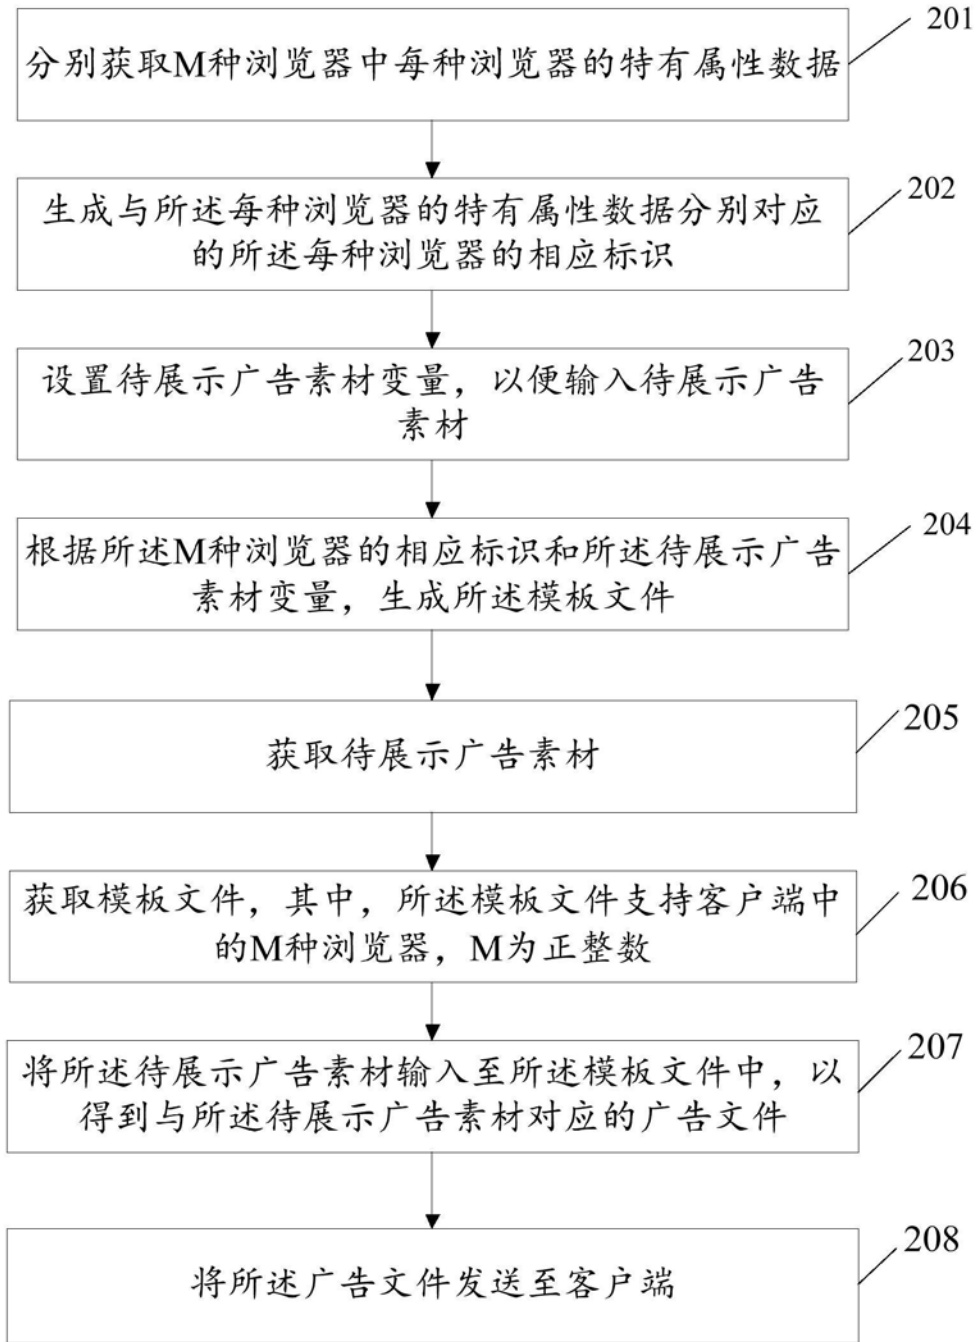 201
分别获取M种浏览器中每种浏览器的特有属性数据
202
生成与所述每种浏览器的特有属性数据分别对应
的所述每种浏览器的相应标识
203
设置待展示广告素材变量，以便输入待展示广告
素材
204
根据所述M种浏览器的相应标识和所述待展示广告
素材变量，生成所述模板文件
205
获取待展示广告素材
206
获取模板文件，其中，所述模板文件支持客户端中
的M种浏览器，M为正整数
207
将所述待展示广告素材输入至所述模板文件中，以
得到与所述待展示广告素材对应的广告文件
208
将所述广告文件发送至客户端